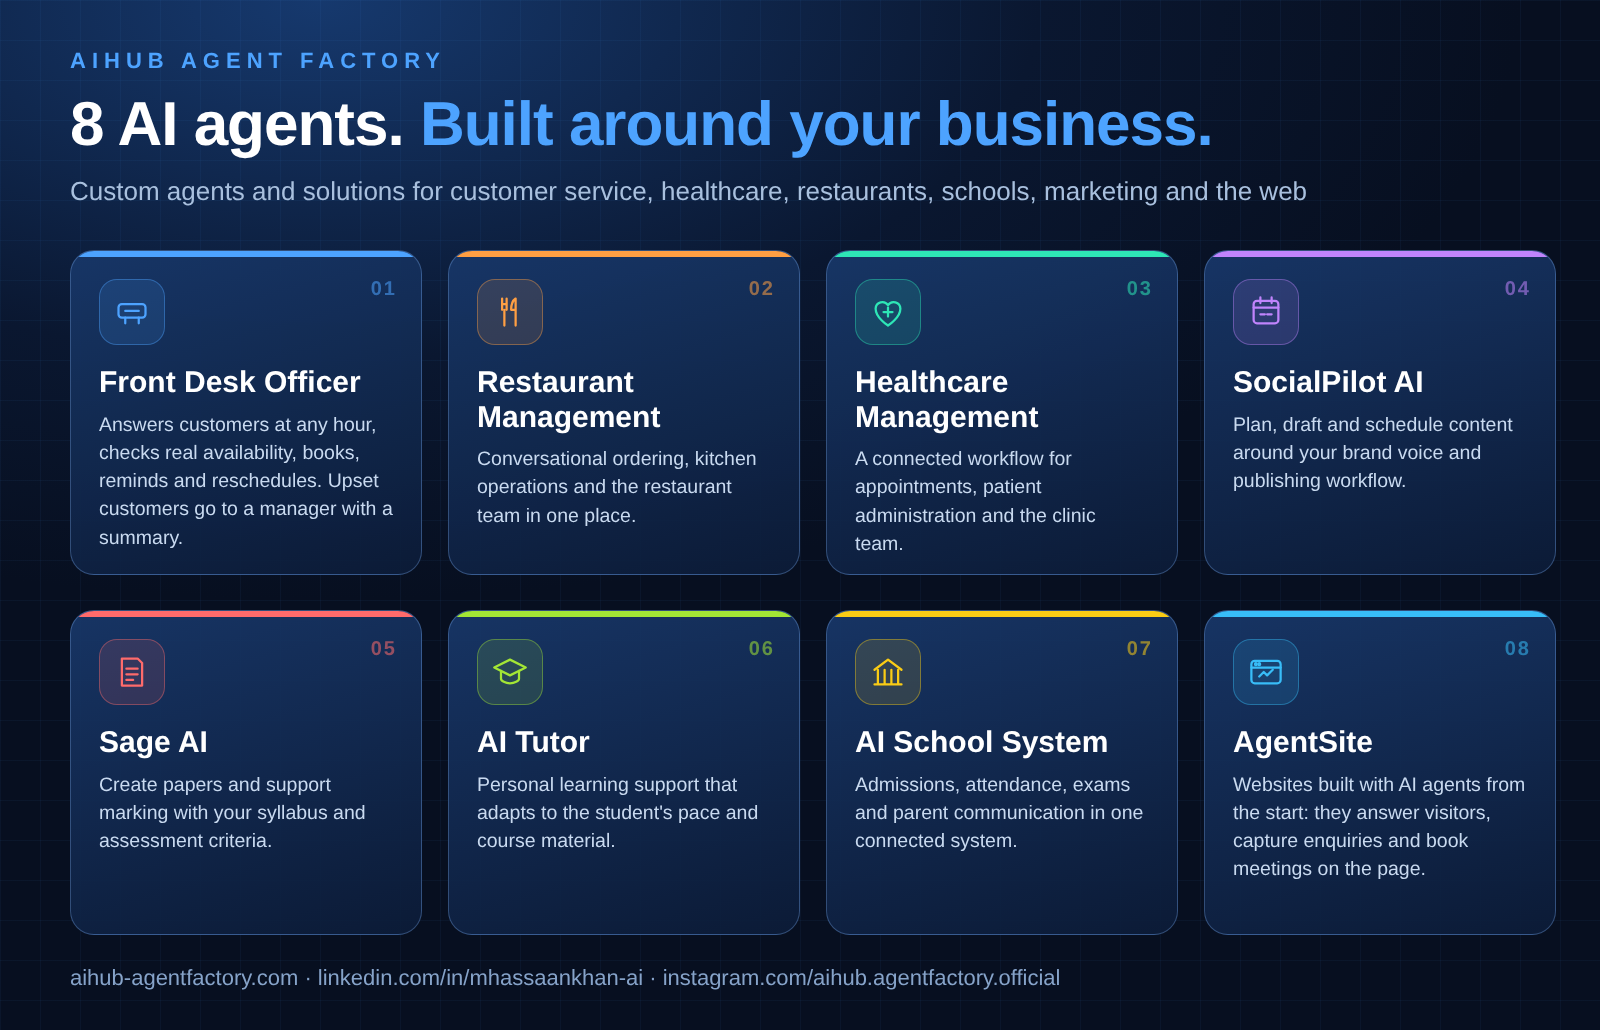 AIHUB AGENT FACTORY
8 AI agents. Built around your business.
Custom agents and solutions for customer service, healthcare, restaurants, schools, marketing and the web
01
Front Desk Officer
Answers customers at any hour,
checks real availability, books,
reminds and reschedules. Upset
customers go to a manager with a
summary.
02
Restaurant
Management
Conversational ordering, kitchen
operations and the restaurant
team in one place.
03
Healthcare
Management
A connected workflow for
appointments, patient
administration and the clinic
team.
04
SocialPilot AI
Plan, draft and schedule content
around your brand voice and
publishing workflow.
05
Sage AI
Create papers and support
marking with your syllabus and
assessment criteria.
06
AI Tutor
Personal learning support that
adapts to the student's pace and
course material.
07
AI School System
Admissions, attendance, exams
and parent communication in one
connected system.
08
AgentSite
Websites built with AI agents from
the start: they answer visitors,
capture enquiries and book
meetings on the page.
aihub-agentfactory.com · linkedin.com/in/mhassaankhan-ai · instagram.com/aihub.agentfactory.official